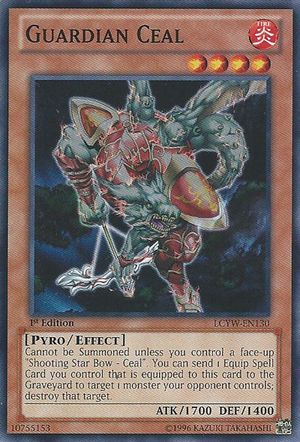 GUARDIAN CEAL
FIRE
炎
1st Edition
LCYW-EN130
[PYRO/EFFECT]
Cannot be Summoned unless you control a face-up
"Shooting Star Bow - Ceal". You can send 1 Equip Spell
Card you control that is equipped to this card to the
Graveyard to target 1 monster your opponent controls;
destroy that target.
ATK/1700 DEF/1400
10755153
©1996 KAZUKI TAKAHASHI